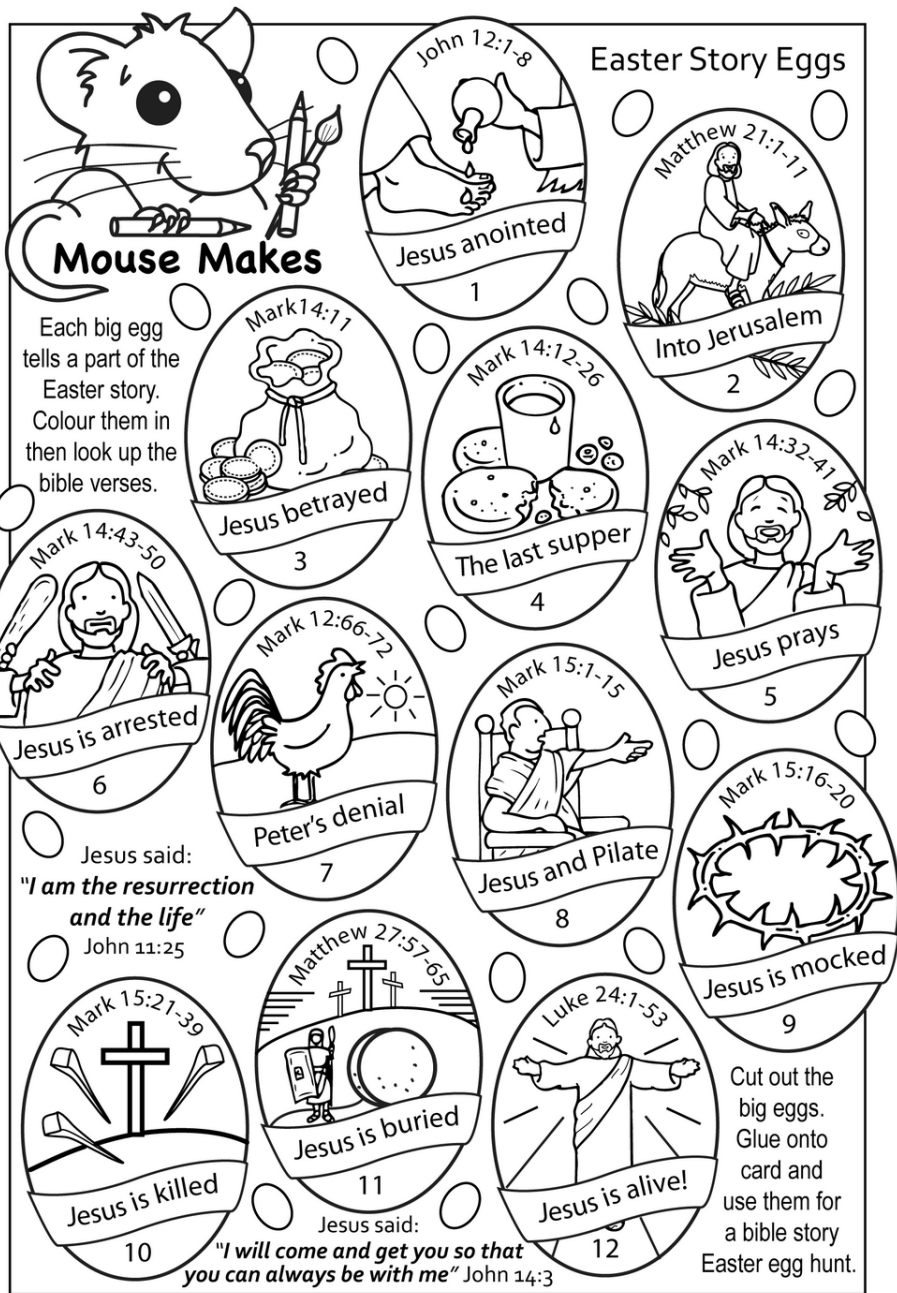 Easter Story Eggs
Mouse Makes
Each big egg
tells a part of the
Easter story.
Colour them in
then look up the
bible verses.
John 12:1-8
Jesus anointed
1
Matthew 21:1-11
Into Jerusalem
2
Mark14:11
Jesus betrayed
3
Mark 14:12-26
The last supper
4
Mark 14:32-41
Jesus prays
5
Mark 14:43-50
Jesus is arrested
6
Mark 12:66-72
Peter's denial
7
Mark 15:1-15
Jesus and Pilate
8
Mark 15:16-20
Jesus is mocked
9
Jesus said:
"I am the resurrection
and the life"
John 11:25
Mark 15:21-39
Jesus is killed
10
Matthew 27:57-65
Jesus is buried
11
Luke 24:1-53
Jesus is alive!
12
Jesus said:
"I will come and get you so that
you can always be with me" John 14:3
Cut out the
big eggs.
Glue onto
card and
use them for
a bible story
Easter egg hunt.